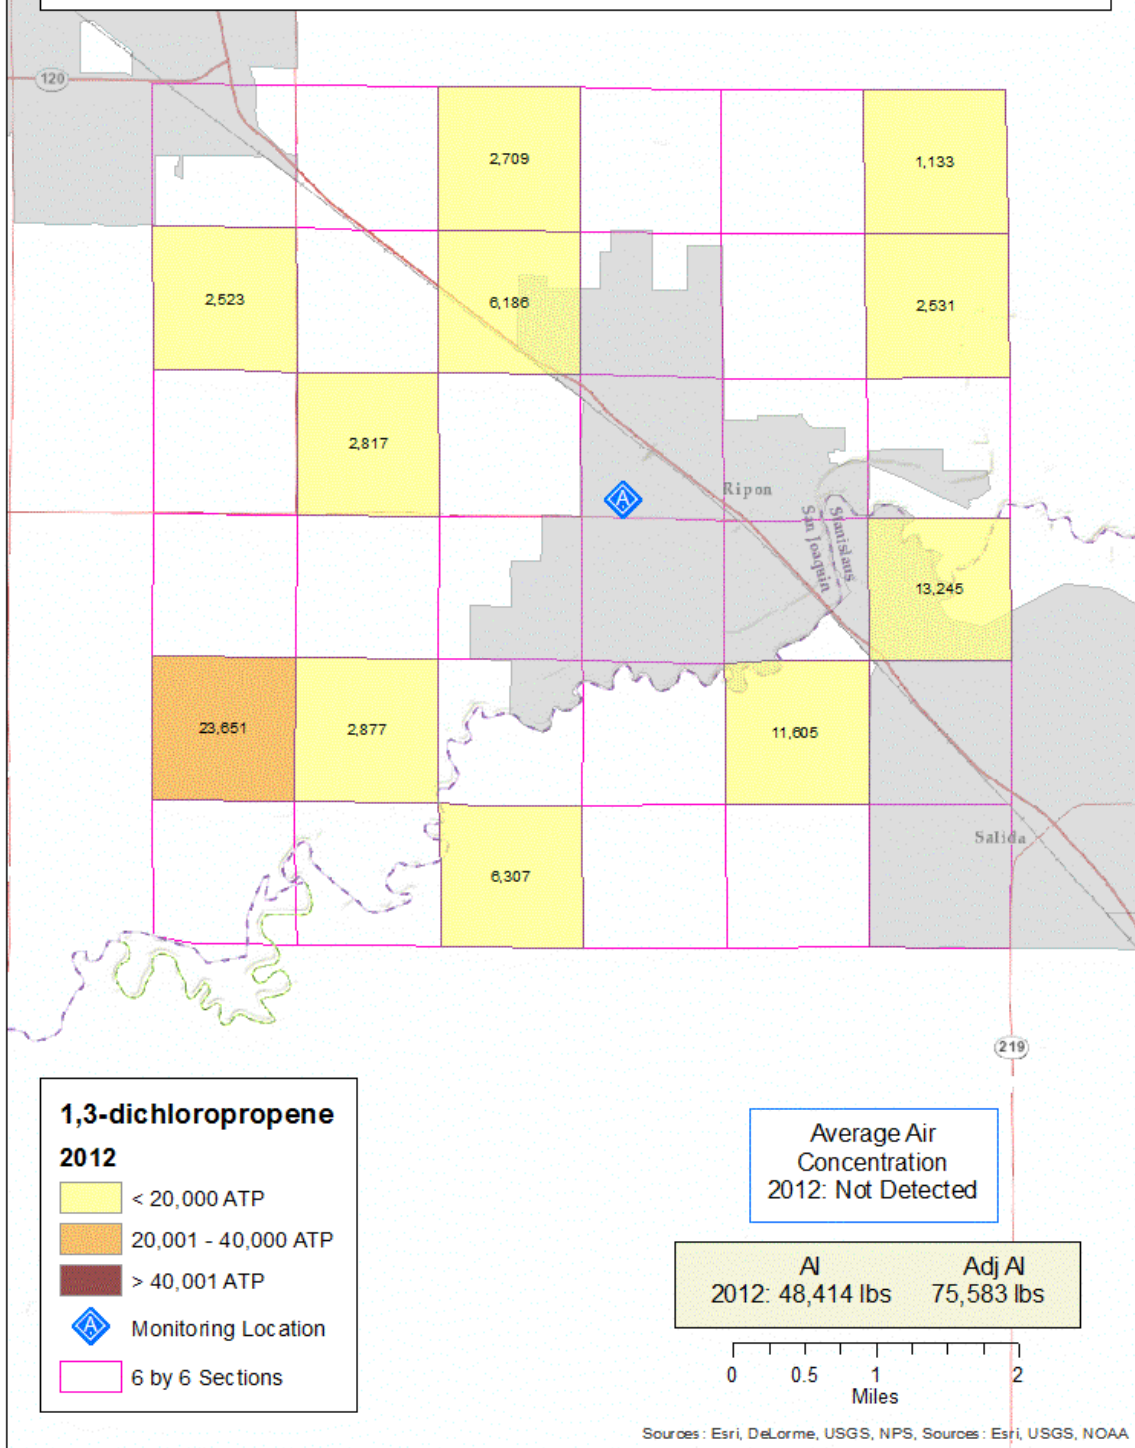 120
2,709
1,133
2,523
6,186
2,531
2,817
Ripon
Stanislaus
San Joaquin
13,245
23,651
2,877
11,605
Salida
6,307
219
1,3-dichloropropene
2012
< 20,000 ATP
20,001 - 40,000 ATP
> 40,001 ATP
A
Monitoring Location
6 by 6 Sections
A
Average Air
Concentration
2012: Not Detected
AI Adj AI
2012: 48,414 lbs 75,583 lbs
0 0.5 1 2
Miles
Sources: Esri, DeLorme, USGS, NPS, Sources: Esri, USGS, NOAA